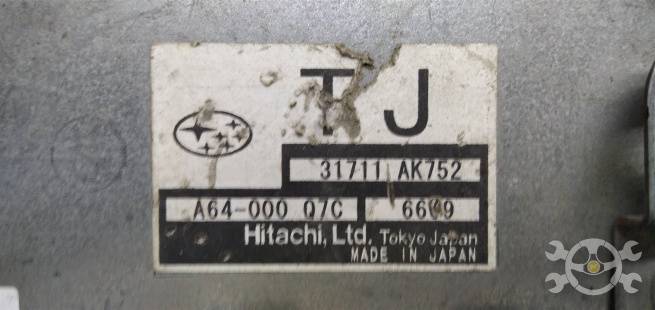 TJ
31711 AK752
A64-000 Q7C
Hitachi, Ltd. Tokyo Japan
MADE IN JAPAN